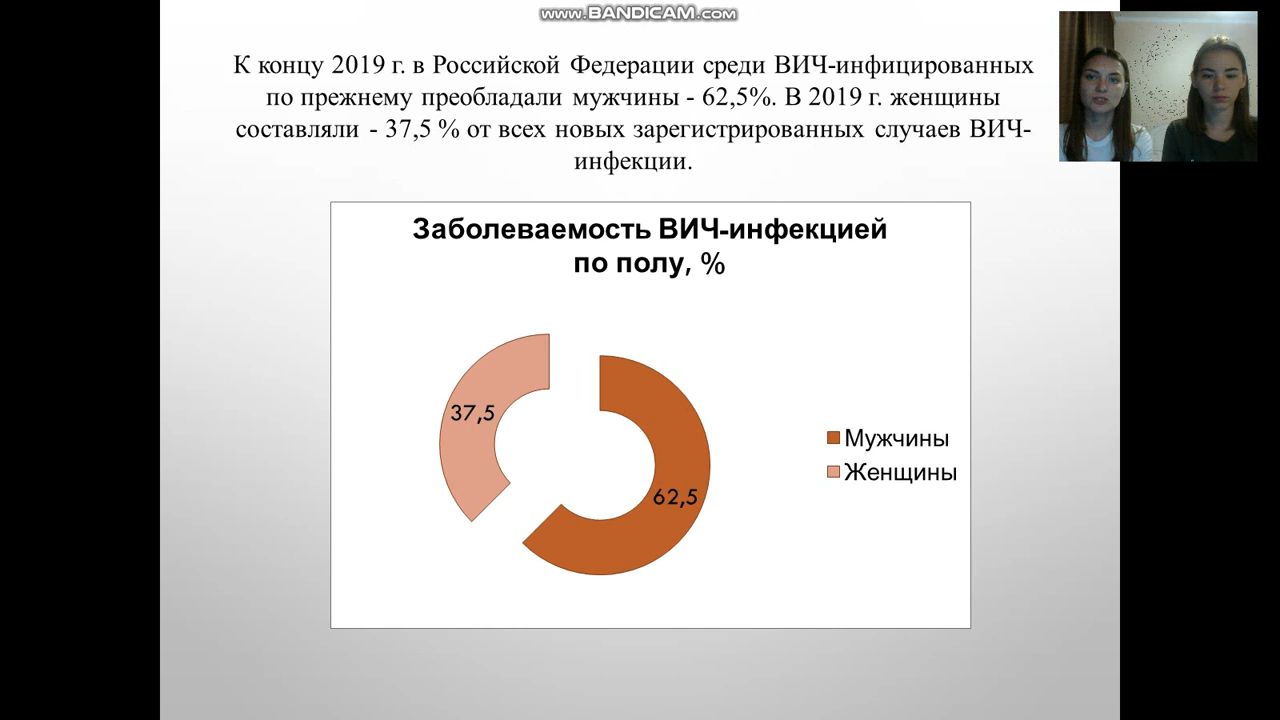 www.BANDICAM.com
К концу 2019 г. в Российской Федерации среди ВИЧ-инфицированных
по прежнему преобладали мужчины - 62,5%. В 2019 г. женщины
составляли - 37,5 % от всех новых зарегистрированных случаев ВИЧ-
инфекции.
Заболеваемость ВИЧ-инфекцией
по полу, %
37,5
62,5
Мужчины
Женщины